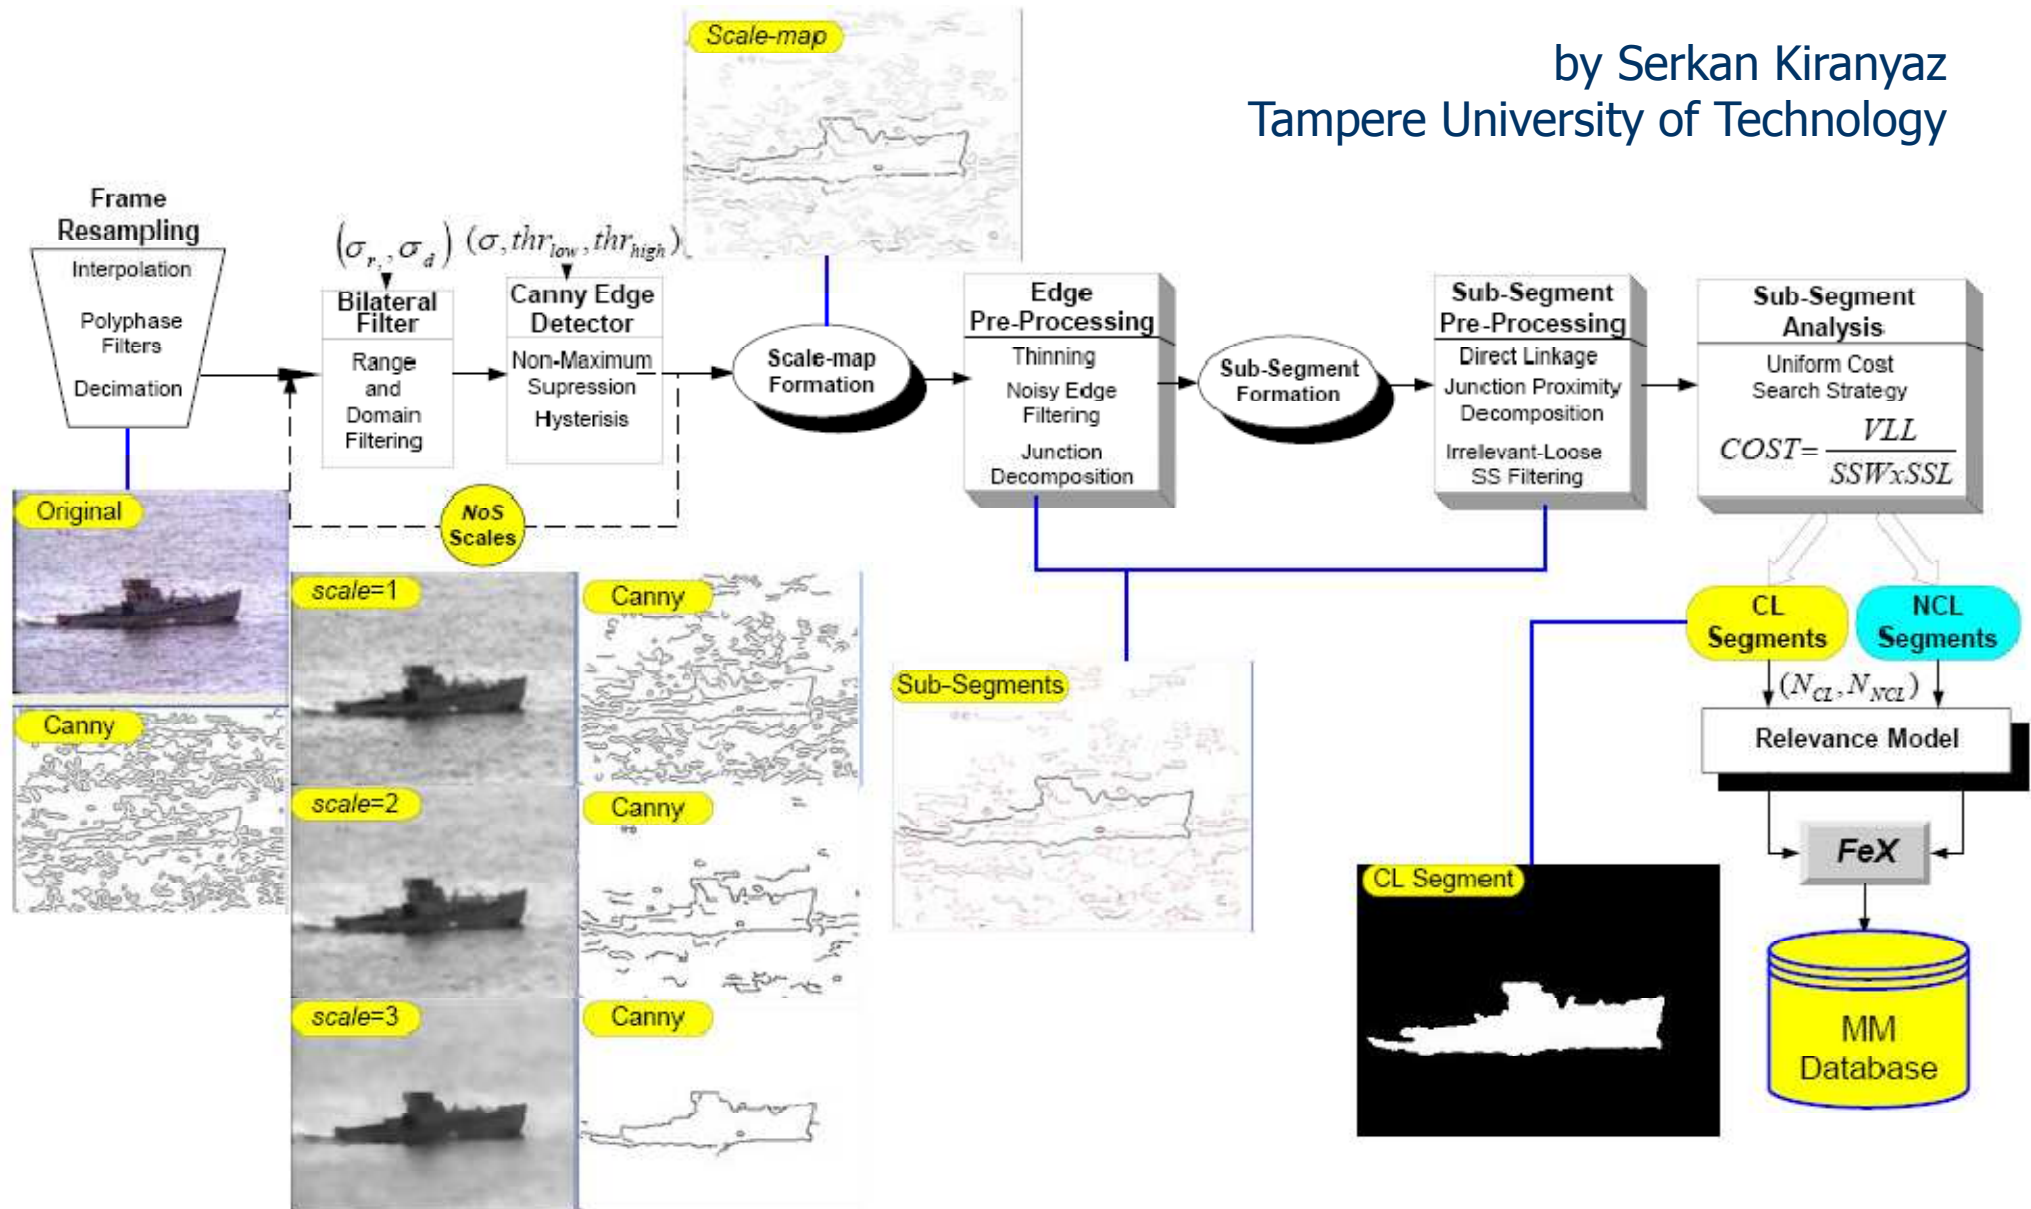 by Serkan Kiranyaz
Tampere University of Technology
Scale-map
Frame
Resampling
Interpolation
Polyphase
Filters
Decimation
(σr, , σd)
(σ, thrlow, thrhigh)
Bilateral
Filter
Range
and
Domain
Filtering
Canny Edge
Detector
Non-Maximum
Supression
Hysterisis
NoS
Scales
Scale-map
Formation
Edge
Pre-Processing
Thinning
Noisy Edge
Filtering
Junction
Decomposition
Sub-Segment
Formation
Sub-Segment
Pre-Processing
Direct Linkage
Junction Proximity
Decomposition
Irrelevant-Loose
SS Filtering
Sub-Segment
Analysis
Uniform Cost
Search Strategy
COST= VLL
SSWxSSL
Original
Canny
scale=1
Canny
scale=2
Canny
scale=3
Canny
Sub-Segments
CL
Segments
NCL
Segments
(NCL, NNCL)
Relevance Model
FeX
MM
Database
CL Segment